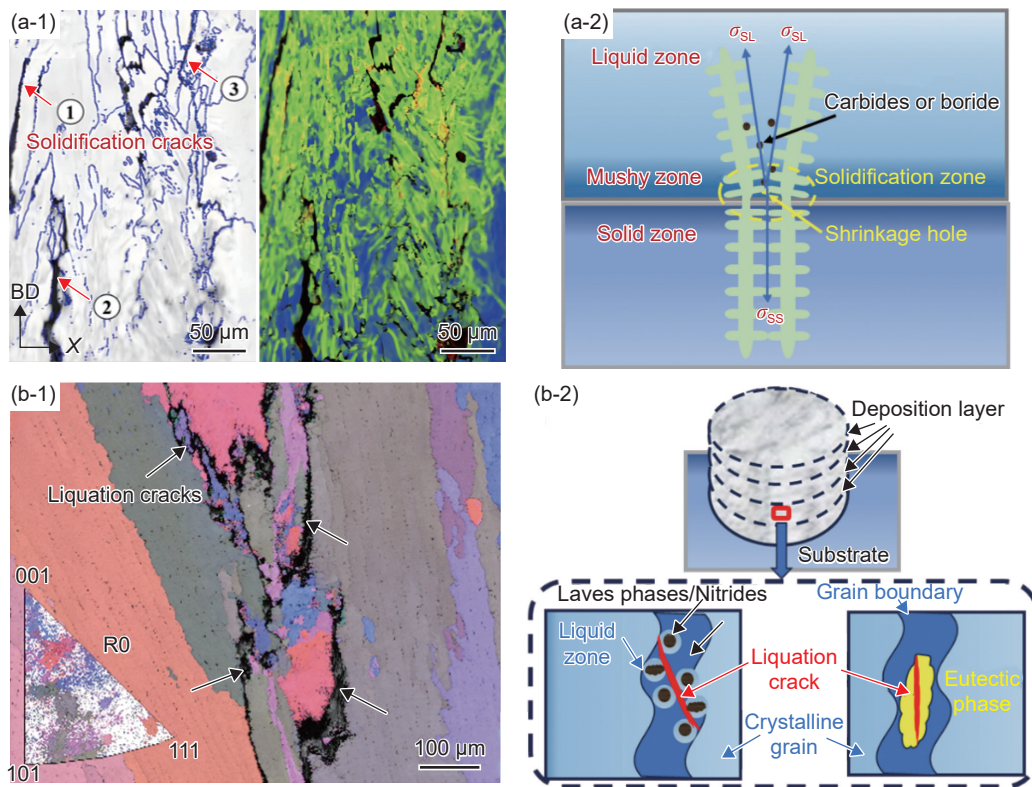 (a-1)
1
3
Solidification cracks
2
BD
X
50 μm
50 μm
(a-2)
σSL
σSL
Liquid zone
Carbides or boride
Mushy zone
Solidification zone
Solid zone
Shrinkage hole
σSS
(b-1)
Liquation cracks
001
R0
111
101
100 μm
(b-2)
Deposition layer
Substrate
Laves phases/Nitrides
Liquid
zone
Liquation
crack
Crystalline
grain
Grain boundary
Eutectic
phase